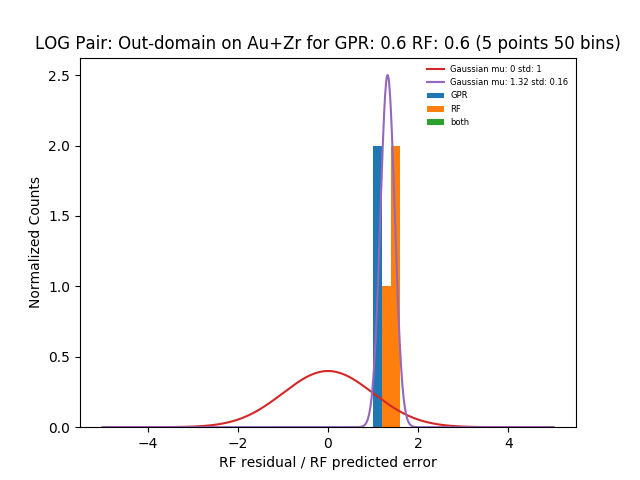 LOG Pair: Out-domain on Au+Zr for GPR: 0.6 RF: 0.6 (5 points 50 bins)
Gaussian mu: 0 std: 1
Gaussian mu: 1.32 std: 0.16
GPR
RF
both
Normalized Counts
2.5
2.0
1.5
1.0
0.5
0.0
−4 −2 0 2 4
RF residual / RF predicted error